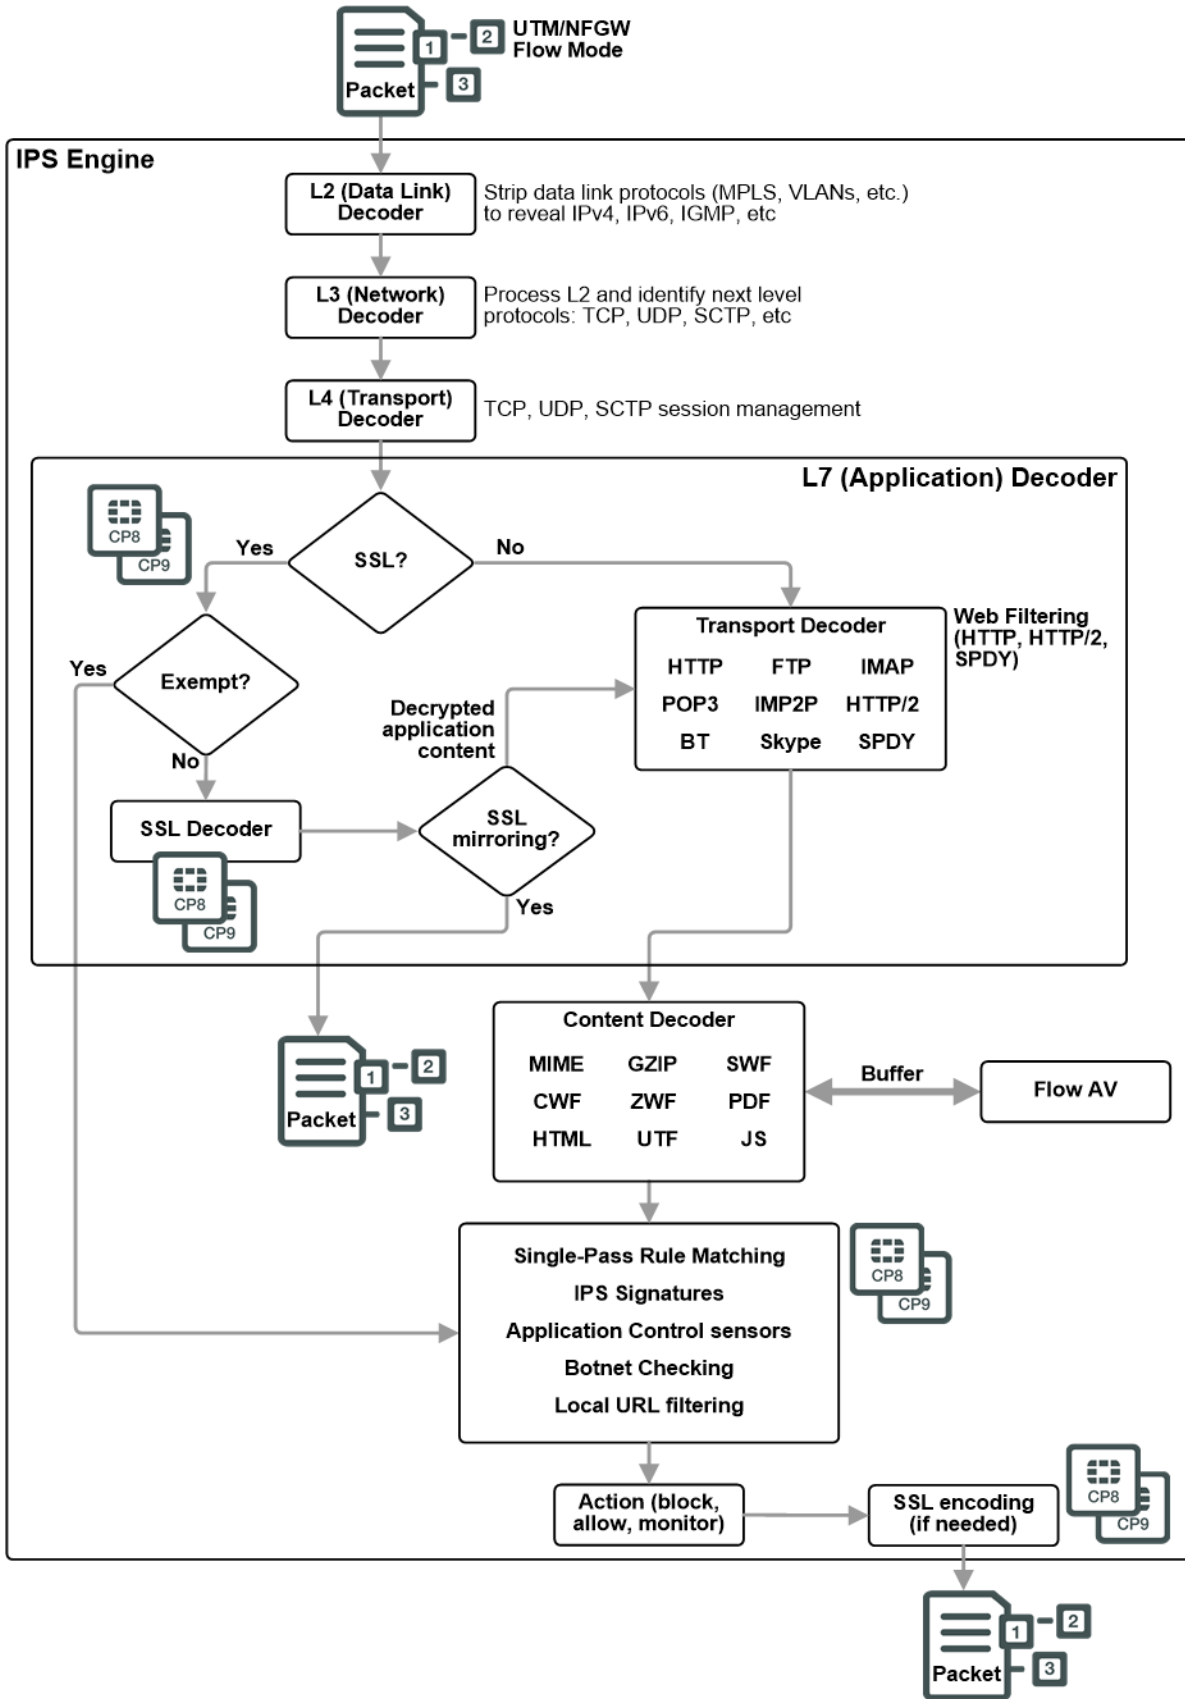 1
2
3
Packet
UTM/NFGW
Flow Mode
IPS Engine
L2 (Data Link)
Decoder
Strip data link protocols (MPLS, VLANs, etc.)
to reveal IPv4, IPv6, IGMP, etc
L3 (Network)
Decoder
Process L2 and identify next level
protocols: TCP, UDP, SCTP, etc
L4 (Transport)
Decoder
TCP, UDP, SCTP session management
L7 (Application) Decoder
CP8
CP9
Yes
SSL?
No
Yes
Exempt?
No
Transport Decoder
HTTP FTP IMAP
POP3 IMP2P HTTP/2
BT Skype SPDY
Web Filtering
(HTTP, HTTP/2,
SPDY)
Decrypted
application
content
SSL Decoder
CP8
CP9
SSL
mirroring?
Yes
1
2
3
Packet
Content Decoder
MIME GZIP SWF
CWF ZWF PDF
HTML UTF JS
Buffer
Flow AV
Single-Pass Rule Matching
IPS Signatures
Application Control sensors
Botnet Checking
Local URL filtering
CP8
CP9
Action (block,
allow, monitor)
SSL encoding
(if needed)
CP8
CP9
1
2
3
Packet